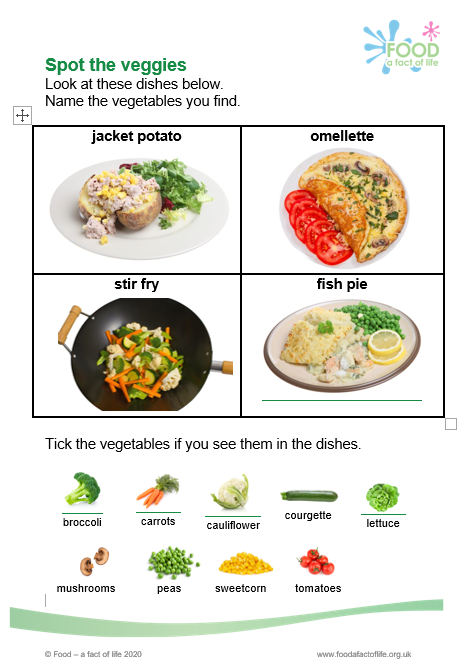 FOOD
a fact of life
Spot the veggies
Look at these dishes below.
Name the vegetables you find.
jacket potato
omellette
stir fry
fish pie
Tick the vegetables if you see them in the dishes.
broccoli
carrots
cauliflower
courgette
lettuce
mushrooms
peas
sweetcorn
tomatoes
© Food – a fact of life 2020
www.foodafactoflife.org.uk